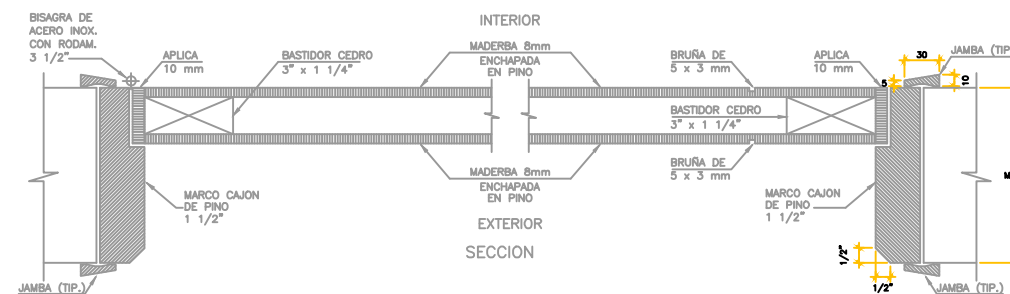 BISAGRA DE
ACERO INOX.
CON RODAM.
3 1/2"
APLICA
10 mm
BASTIDOR CEDRO
3" x 1 1/4"
INTERIOR
MADERBA 8mm
ENCHAPADA
EN PINO
BRUÑA DE
5 x 3 mm
APLICA
10 mm
30
JAMBA (TIP
5
10
BASTIDOR CEDRO
3" x 1 1/4"
MADERBA 8mm
ENCHAPADA
EN PINO
BRUÑA DE
5 x 3 mm
MARCO CAJON
DE PINO
1 1/2"
MARCO CAJON
DE PINO
1 1/2"
M
EXTERIOR
SECCION
1/2"
1/2"
JAMBA (TIP.)
JAMBA (TIP.)